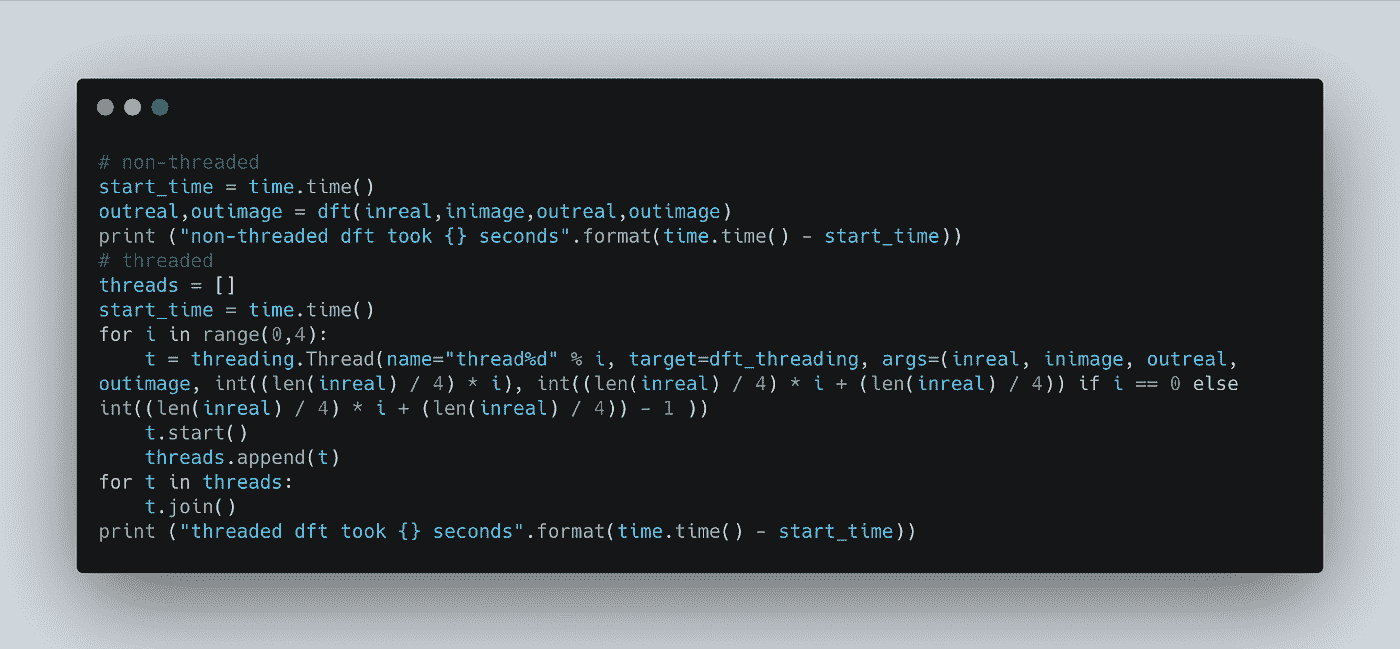 # non-threaded
start_time = time.time()
outreal,outimage = dft(inreal,inimage,outreal,outimage)
print ("non-threaded dft took {} seconds".format(time.time() - start_time))
# threaded
threads = []
start_time = time.time()
for i in range(0,4):
    t = threading.Thread(name="thread%d" % i, target=dft_threading, args=(inreal, inimage, outreal,
outimage, int((len(inreal) / 4) * i), int((len(inreal) / 4) * i + (len(inreal) / 4)) if i == 0 else
int((len(inreal) / 4) * i + (len(inreal) / 4)) - 1 ))
    t.start()
    threads.append(t)
for t in threads:
    t.join()
print ("threaded dft took {} seconds".format(time.time() - start_time))